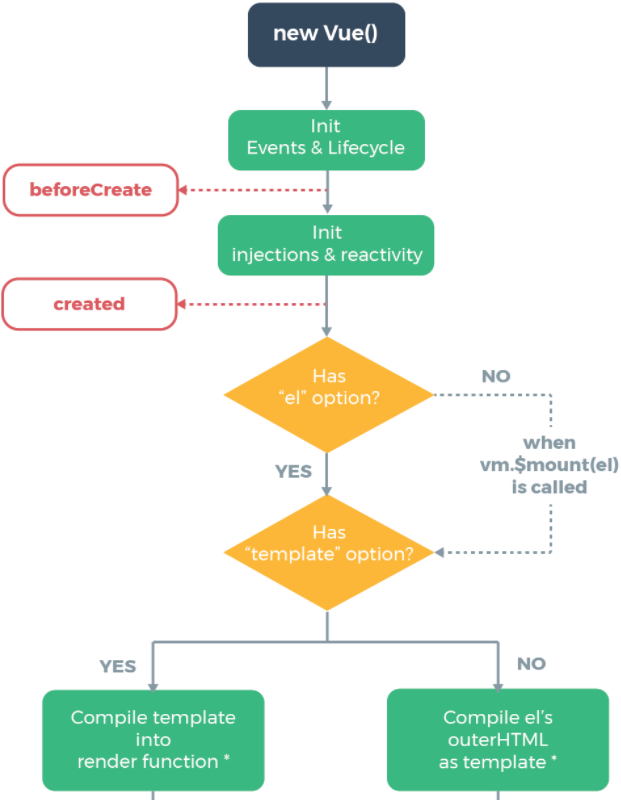 new Vue()
Init
Events & Lifecycle
beforeCreate
Init
injections & reactivity
created
Has
“el” option?
NO
when
vm.$mount(el)
is called
YES
Has
“template” option?
YES
NO
Compile template
into
render function *
Compile el’s
outerHTML
as template *